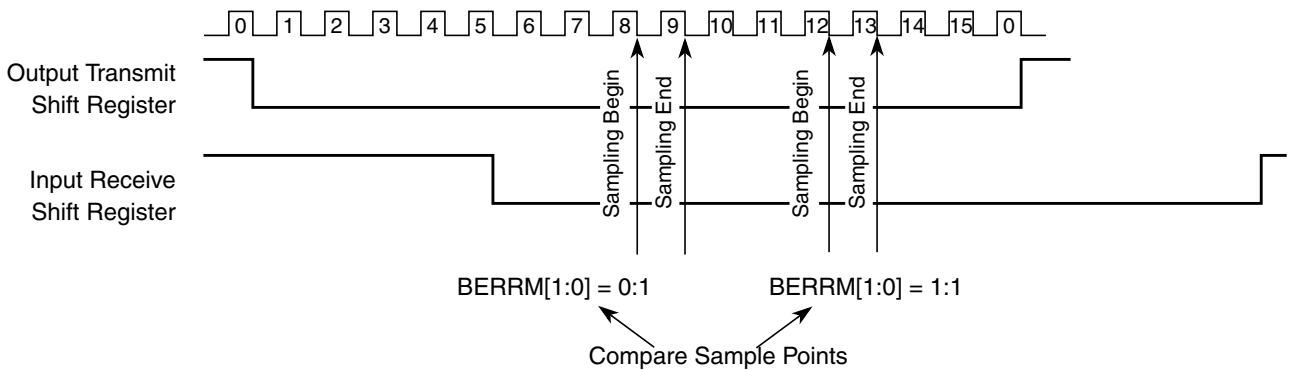 0 1 2 3 4 5 6 7 8 9 10 11 12 13 14 15 0
Output Transmit
Shift Register
Input Receive
Shift Register
Sampling Begin
Sampling End
Sampling Begin
Sampling End
BERRM[1:0] = 0:1
BERRM[1:0] = 1:1
Compare Sample Points